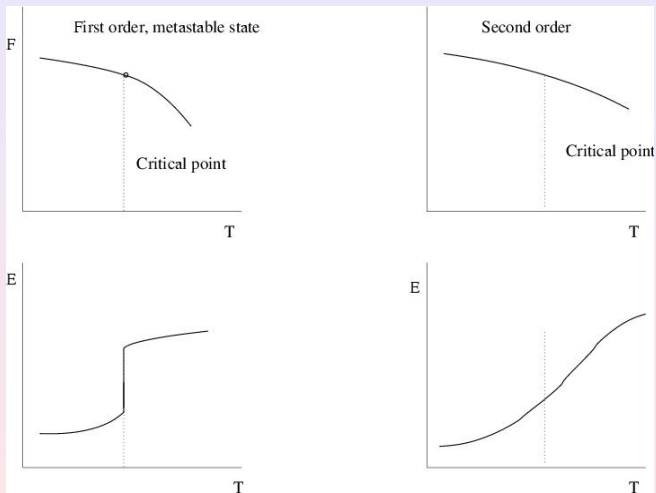 First order, metastable state
F
Critical point
T
Second order
Critical point
T
E
T
E
T